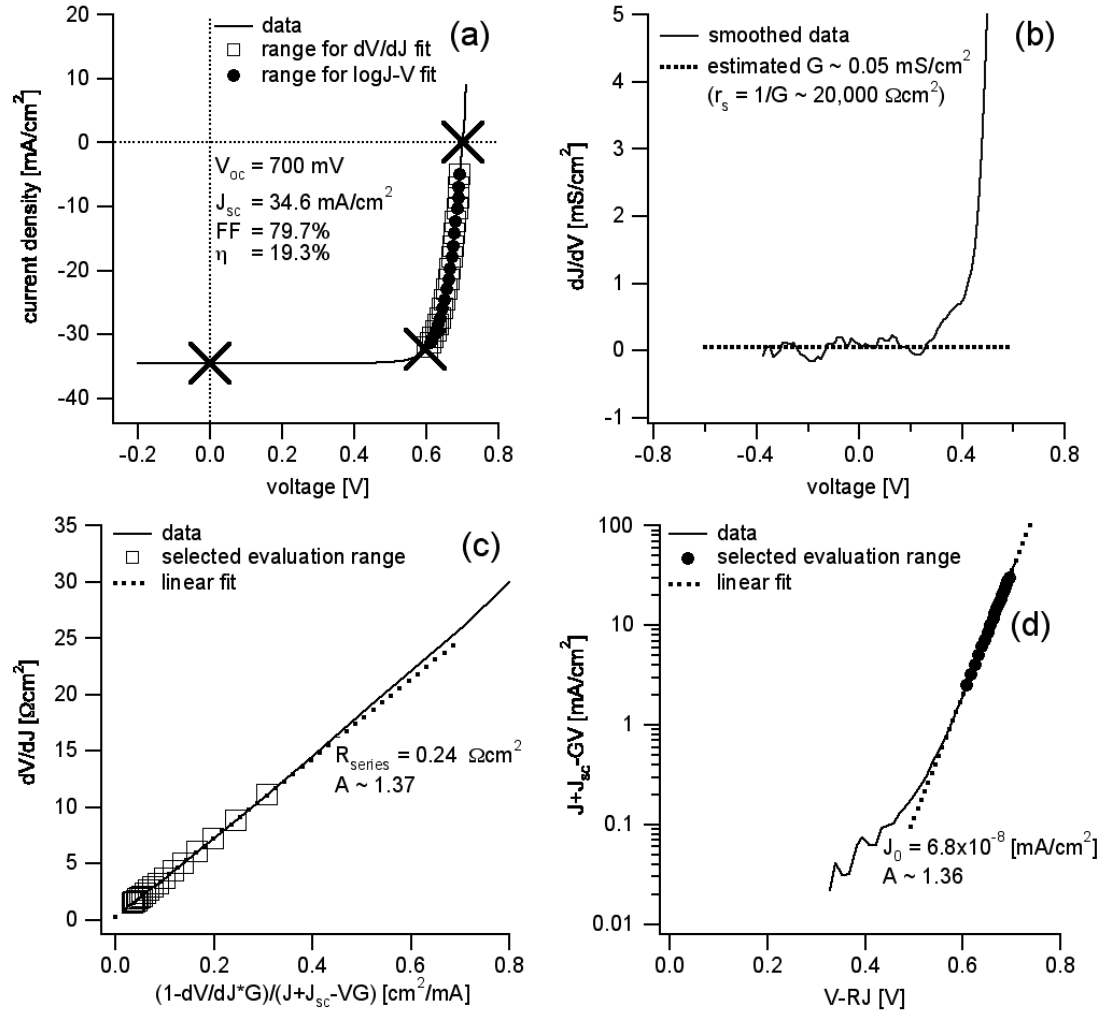 20
10
0
-10
-20
-30
-40
current density [mA/cm²]
(a)
data
range for dV/dJ fit
range for logJ-V fit
V_oc = 700 mV
J_sc = 34.6 mA/cm²
FF = 79.7%
η = 19.3%
-0.2 0.0 0.2 0.4 0.6 0.8
voltage [V]
5
4
3
2
1
0
-1
dJ/dV [mS/cm²]
(b)
smoothed data
estimated G ~ 0.05 mS/cm²
(r_s = 1/G ~ 20,000 Ωcm²)
-0.8 -0.4 0.0 0.4 0.8
voltage [V]
35
30
25
20
15
10
5
0
dV/dJ [Ωcm²]
(c)
data
selected evaluation range
linear fit
R_series = 0.24 Ωcm²
A ~ 1.37
0.0 0.2 0.4 0.6 0.8
(1-dV/dJ*G)/(J+J_sc-VG) [cm²/mA]
100
10
1
0.1
0.01
J+J_sc-GV [mA/cm²]
data
selected evaluation range
linear fit
(d)
J_0 = 6.8x10⁻⁸ [mA/cm²]
A ~ 1.36
0.0 0.2 0.4 0.6 0.8
V-RJ [V]